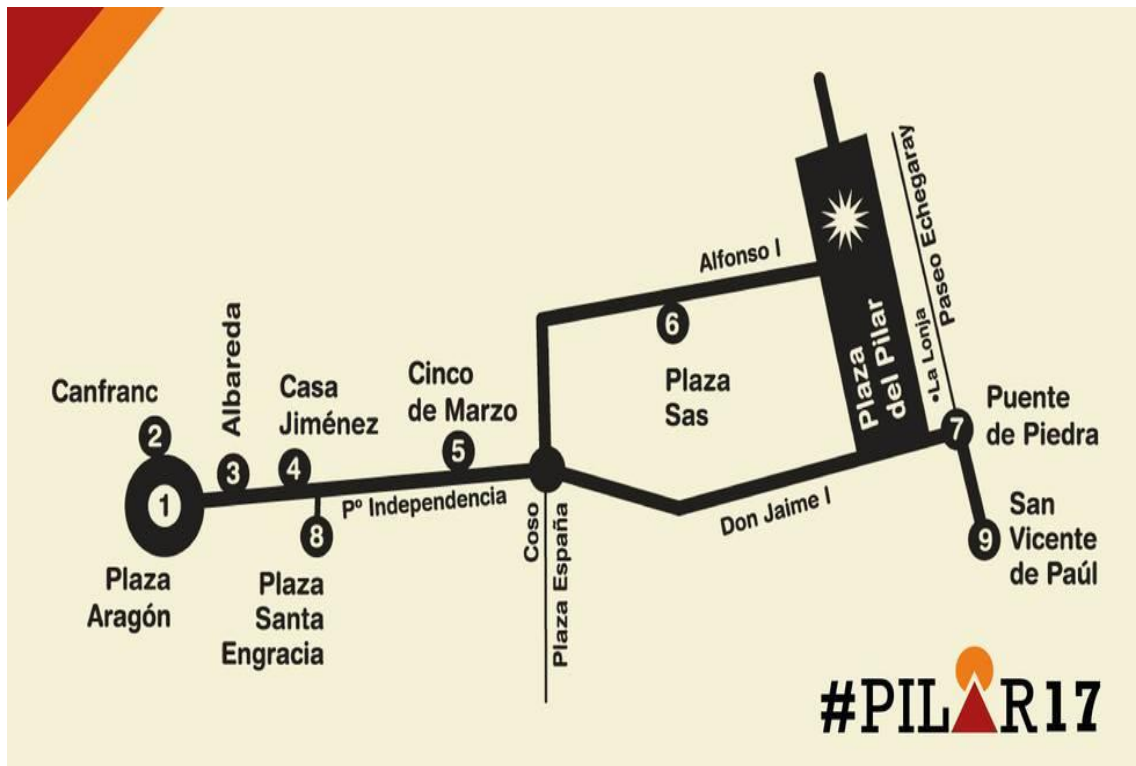 Alfonso I
Paseo Echegaray
•La Lonja
Plaza
del Pilar
6
Plaza
Sas
Canfranc
2
Albareda
3
Casa
Jiménez
4
Cinco
de Marzo
5
1
Plaza
Aragón
8
Plaza
Santa
Engracia
Pº Independencia
Coso
Plaza España
Don Jaime I
7
Puente
de Piedra
9
San
Vicente
de Paúl
#PILAR17